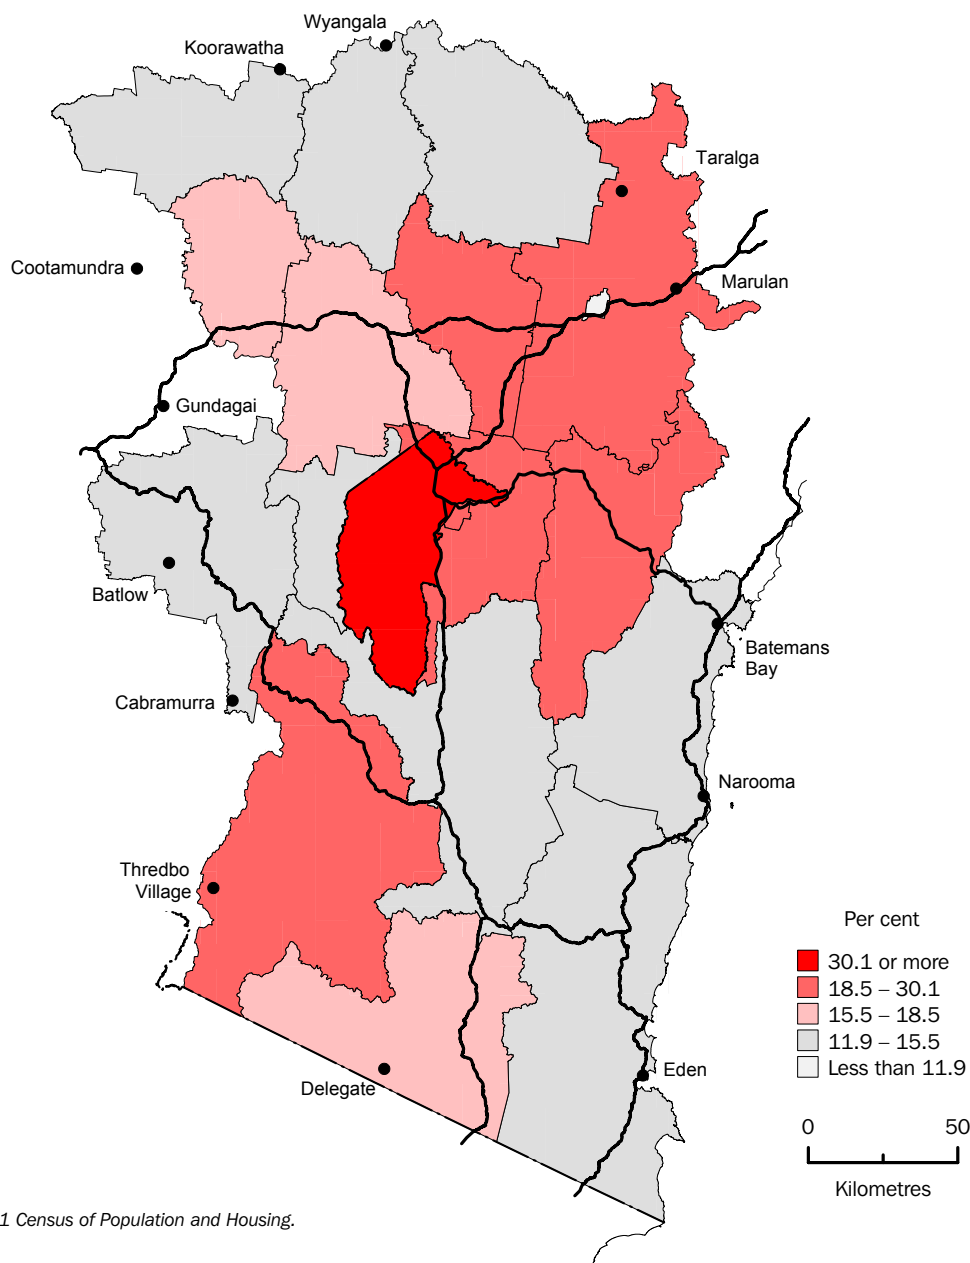 Wyangala
Koorawatha
Taralga
Cootamundra
Marulan
Gundagai
Batlow
Batemans
Bay
Cabramurra
Narooma
Thredbo
Village
Per cent
30.1 or more
18.5 – 30.1
15.5 – 18.5
11.9 – 15.5
Less than 11.9
Eden
Delegate
0 50
Kilometres
1 Census of Population and Housing.